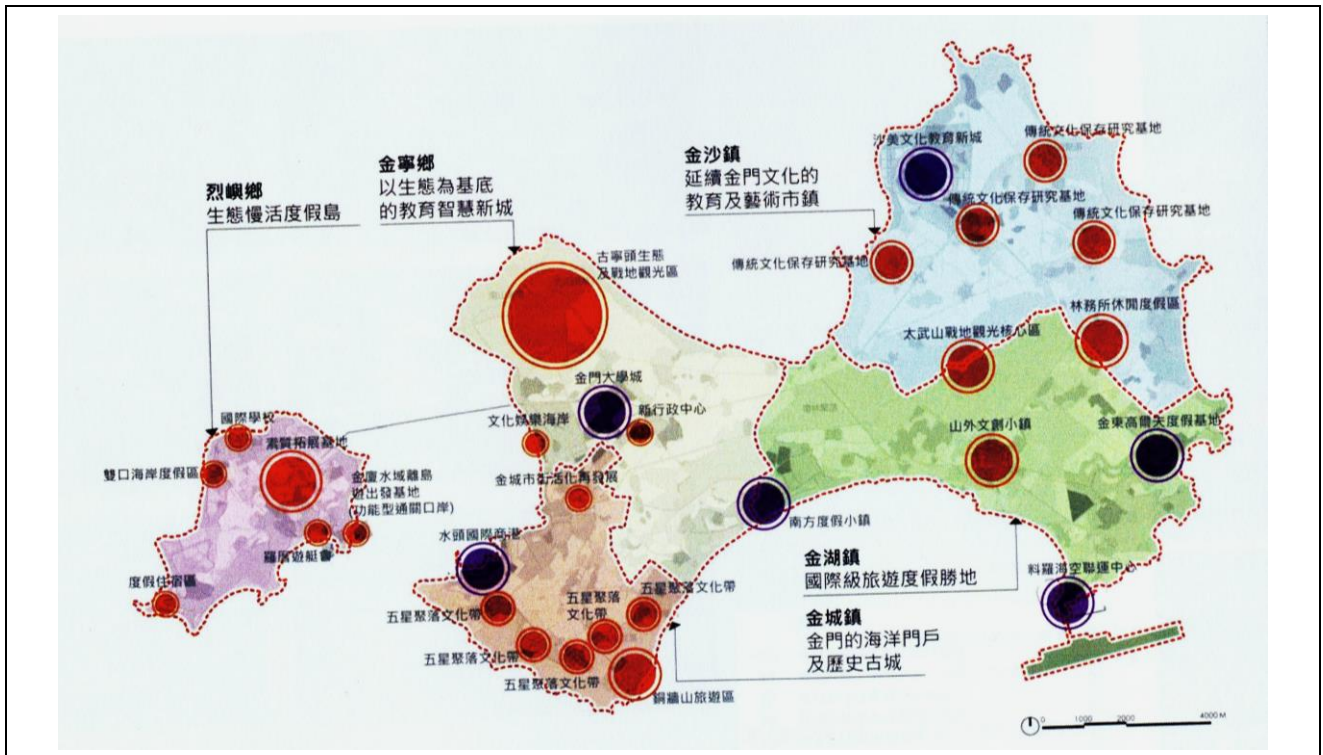 烈嶼鄉
生態慢活度假島
金寧鄉
以生態為基底
的教育智慧新城
金沙鎮
延續金門文化的
教育及藝術市鎮
沙美文化教育新城
傳統文化保存研究基地
傳統文化保存研究基地
傳統文化保存研究基地
傳統文化保存研究基地
古寧頭生態
及戰地觀光區
林務所休閒度假區
太武山戰地觀光核心區
金門大學城
新行政中心
文化娛樂海岸
國際學校
素質拓展基地
雙口海岸度假區
金廈水域離島
遊出發基地
(功能型通關口岸)
羅厝遊艇會
度假住宿區
山外文創小鎮
金東高爾夫度假基地
金城市街活化再發展
水頭國際商港
南方度假小鎮
金湖鎮
國際級旅遊度假勝地
料羅海空聯運中心
五星聚落文化帶
五星聚落
文化帶
五星聚落文化帶
五星聚落文化帶
五星聚落文化帶
金城鎮
金門的海洋門戶
及歷史古城
銅牆山旅遊區
0 1000 2000 4000 M